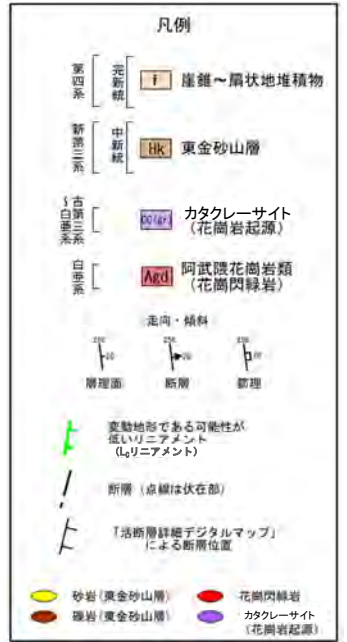 凡例
第四系
完新統
f
崖錐～扇状地堆積物
新第三系
中新統
Hk
東金砂山層
古第三系
～白亜系
カタクレーサイト
(花崗岩起源)
白亜系
Agd
阿武隈花崗岩類
(花崗閃緑岩)
走向・傾斜
層理面
断層
節理
変動地形である可能性が
低いリニアメント
(L₀リニアメント)
断層 (点線は伏在部)
「活断層詳細デジタルマップ」
による断層位置
砂岩(東金砂山層)
花崗閃緑岩
礫岩(東金砂山層)
カタクレーサイト
(花崗岩起源)